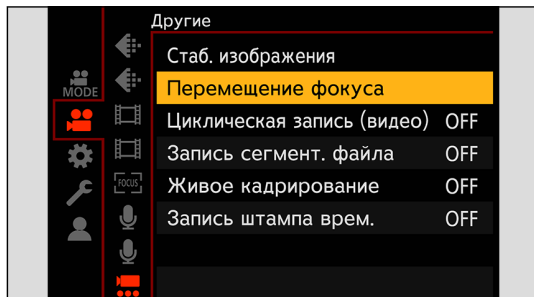 Другие
MODE
FOCUS
Стаб. изображения
Перемещение фокуса
Циклическая запись (видео) OFF
Запись сегмент. файла OFF
Живое кадрирование OFF
Запись штампа врем. OFF